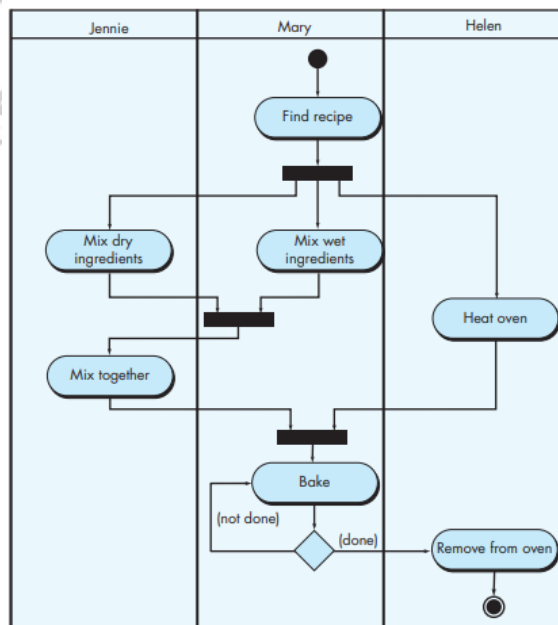 Jennie
Mary
Helen
Find recipe
Mix dry
ingredients
Mix wet
ingredients
Heat oven
Mix together
Bake
(not done)
(done)
Remove from oven